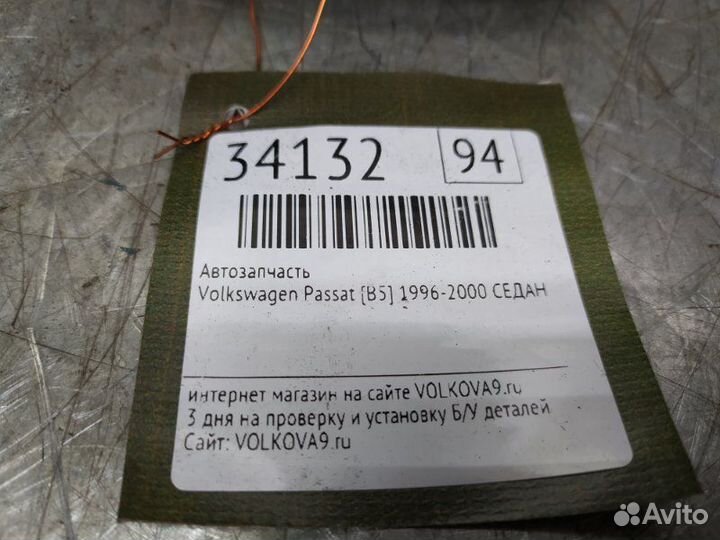 34132 94
Автозапчасть
Volkswagen Passat [B5] 1996-2000 СЕДАН
интернет магазин на сайте VOLKOVA9.ru
3 дня на проверку и установку Б/У деталей
Сайт: VOLKOVA9.ru
Avito